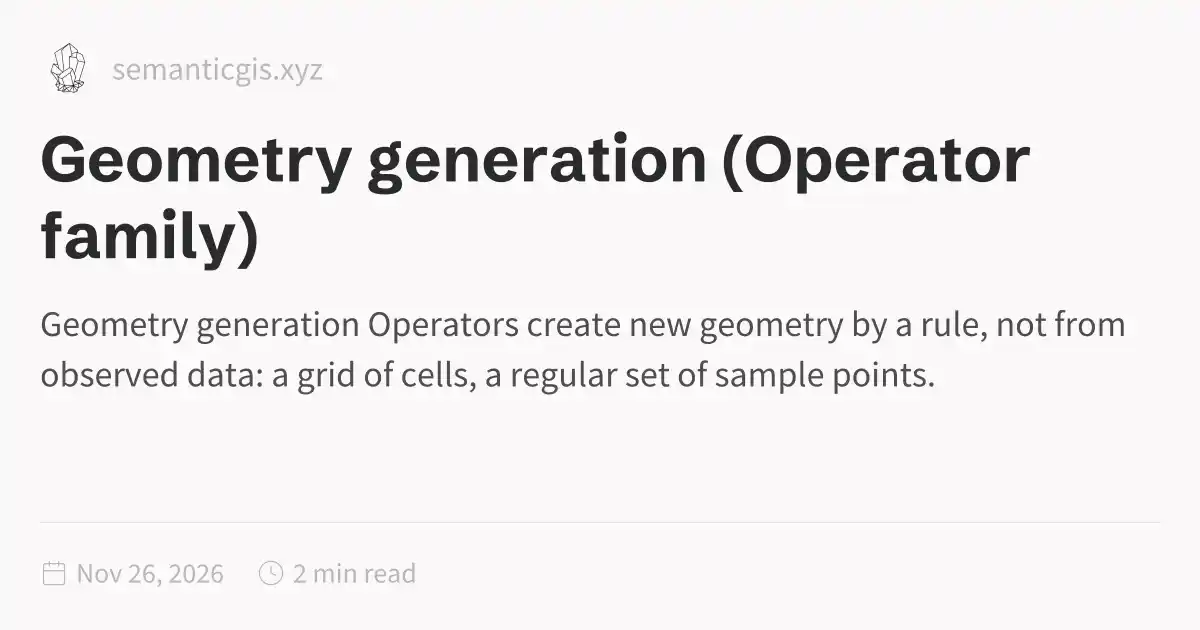 semanticgis.xyz
Geometry generation (Operator
family)
Geometry generation Operators create new geometry by a rule, not from
observed data: a grid of cells, a regular set of sample points.
Nov 26, 2026 2 min read